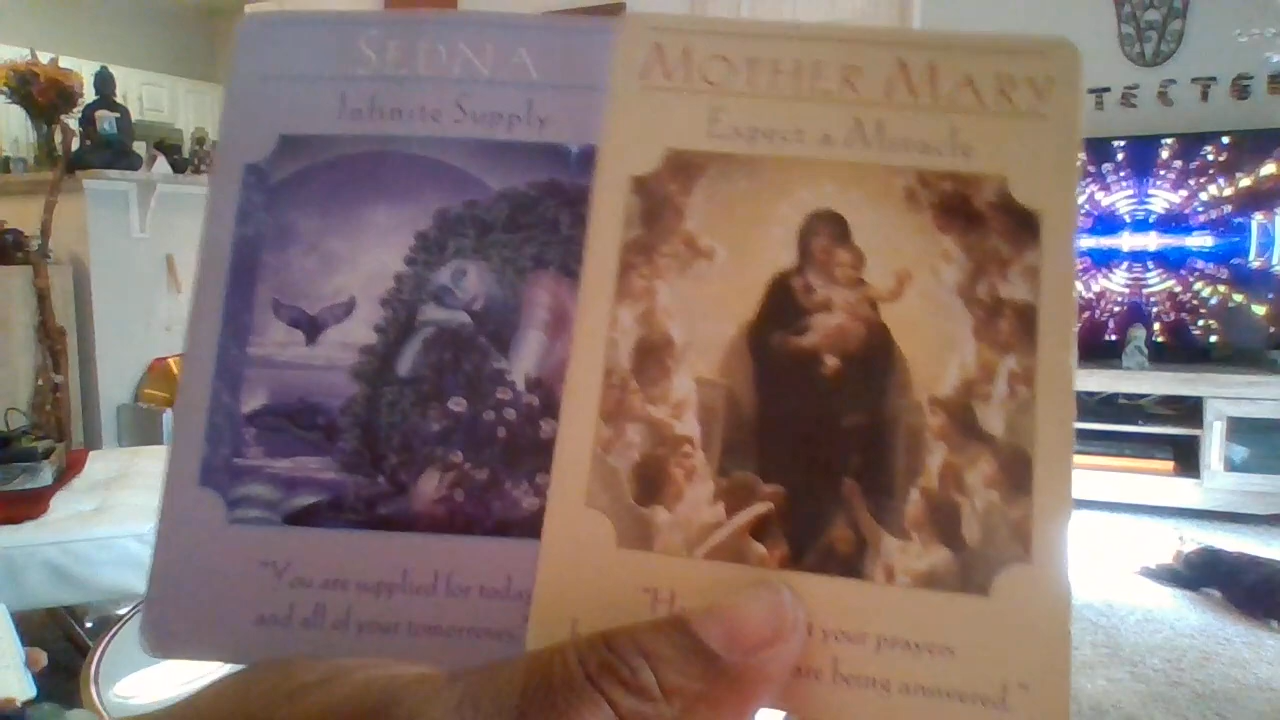 SEDNA
Infinite Supply
"You are supplied for today
and all of your tomorrows."
MOTHER MARY
Expect a Miracle
your prayers
are being answered."
TECTE